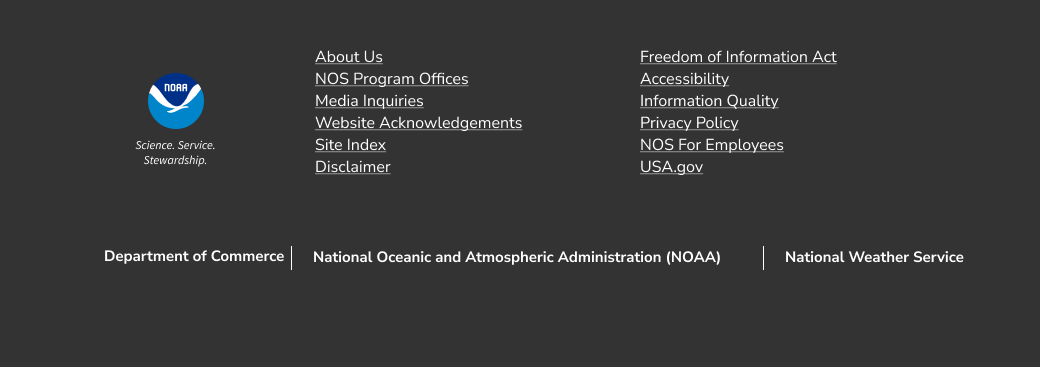 NOAA
Science. Service.
Stewardship.
About Us
NOS Program Offices
Media Inquiries
Website Acknowledgements
Site Index
Disclaimer
Freedom of Information Act
Accessibility
Information Quality
Privacy Policy
NOS For Employees
USA.gov
Department of Commerce
National Oceanic and Atmospheric Administration (NOAA)
National Weather Service